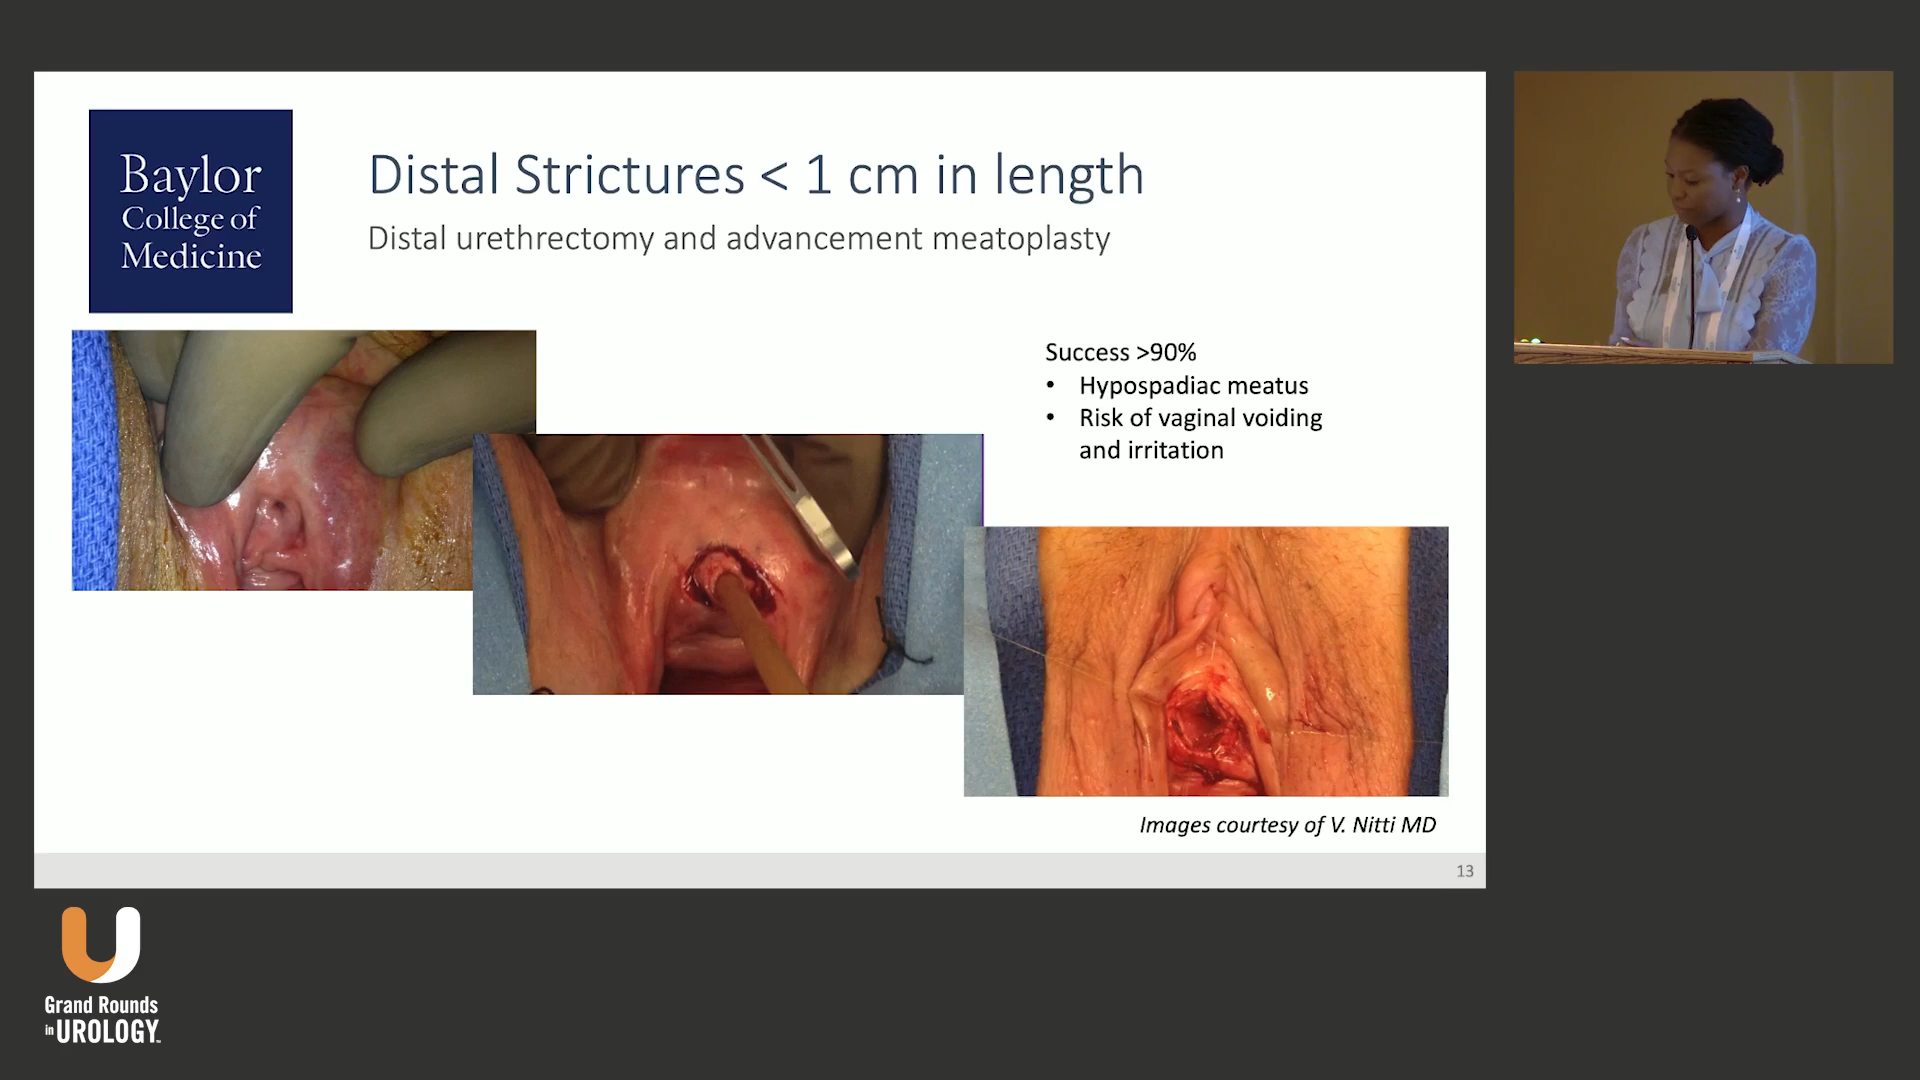 Baylor
College of
Medicine
Distal Strictures < 1 cm in length
Distal urethrectomy and advancement meatoplasty
Success >90%
• Hypospadiac meatus
• Risk of vaginal voiding
and irritation
Images courtesy of V. Nitti MD
13
Grand Rounds
in UROLOGY™